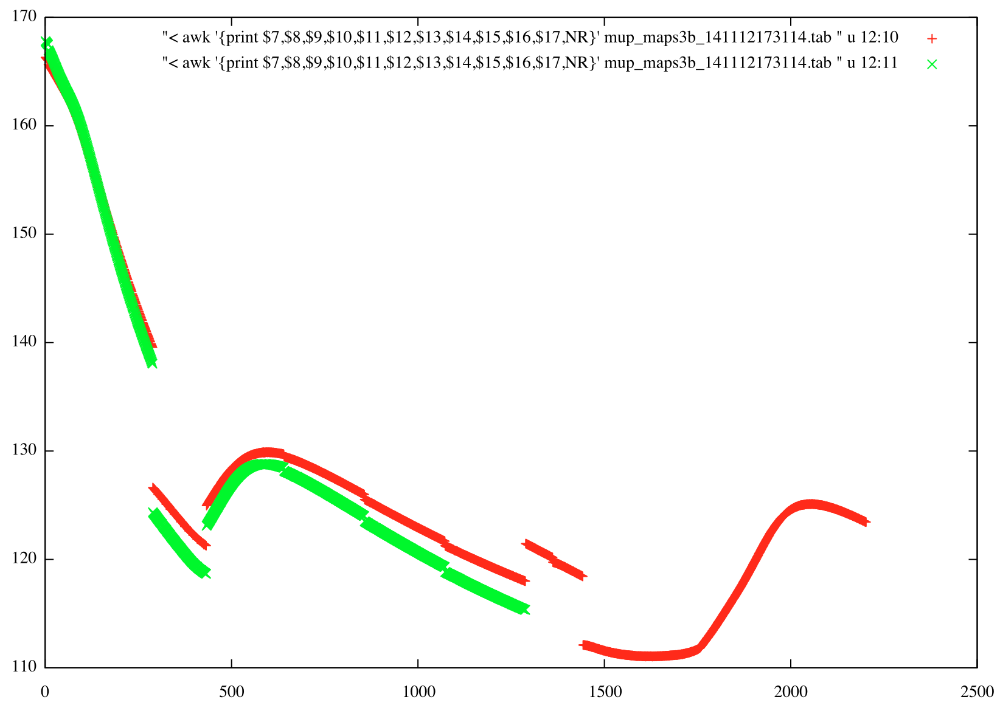 170
"< awk '{print $7,$8,$9,$10,$11,$12,$13,$14,$15,$16,$17,NR}' mup_maps3b_141112173114.tab " u 12:10
"< awk '{print $7,$8,$9,$10,$11,$12,$13,$14,$15,$16,$17,NR}' mup_maps3b_141112173114.tab " u 12:11
160
150
140
130
120
110
0 500 1000 1500 2000 2500